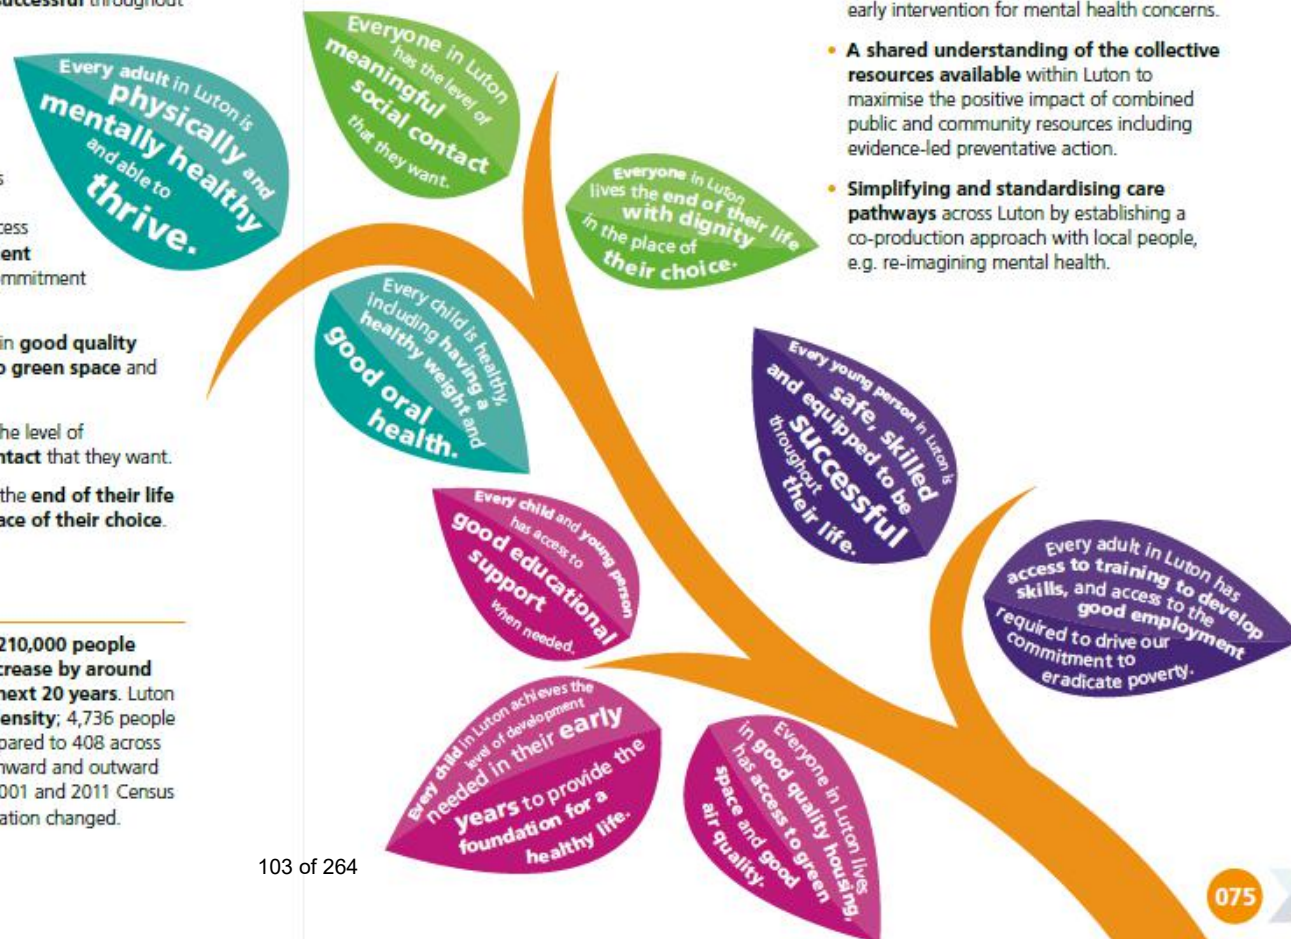 successful throughout
cess
ent
mmitment
in good quality
green space and
he level of
ntact that they want.
the end of their life
ace of their choice.
210,000 people
crease by around
next 20 years. Luton
ensity; 4,736 people
pared to 408 across
nward and outward
001 and 2011 Census
ation changed.
Every adult in Luton is
physically and
mentally healthy
and able to
thrive.
Everyone in Luton
has the level of
meaningful
social contact
that they want.
Everyone in Luton
lives the end of their life
with dignity
in the place of
their choice.
Every child is healthy,
including having a
healthy weight and
good oral
health.
Every child and young person
has access to
good educational
support
when needed.
Every child in Luton achieves the
level of development
needed in their early
years to provide the
foundation for a
healthy life.
Everyone in Luton lives
in good quality housing,
has access to green
space and good
air quality.
Every young person in Luton is
safe, skilled
and equipped to be
successful
throughout
their life.
Every adult in Luton has
access to training to develop
skills, and access to the
good employment
required to drive our
commitment to
eradicate poverty.
early intervention for mental health concerns.
• A shared understanding of the collective
resources available within Luton to
maximise the positive impact of combined
public and community resources including
evidence-led preventative action.
• Simplifying and standardising care
pathways across Luton by establishing a
co-production approach with local people,
e.g. re-imagining mental health.
103 of 264
075